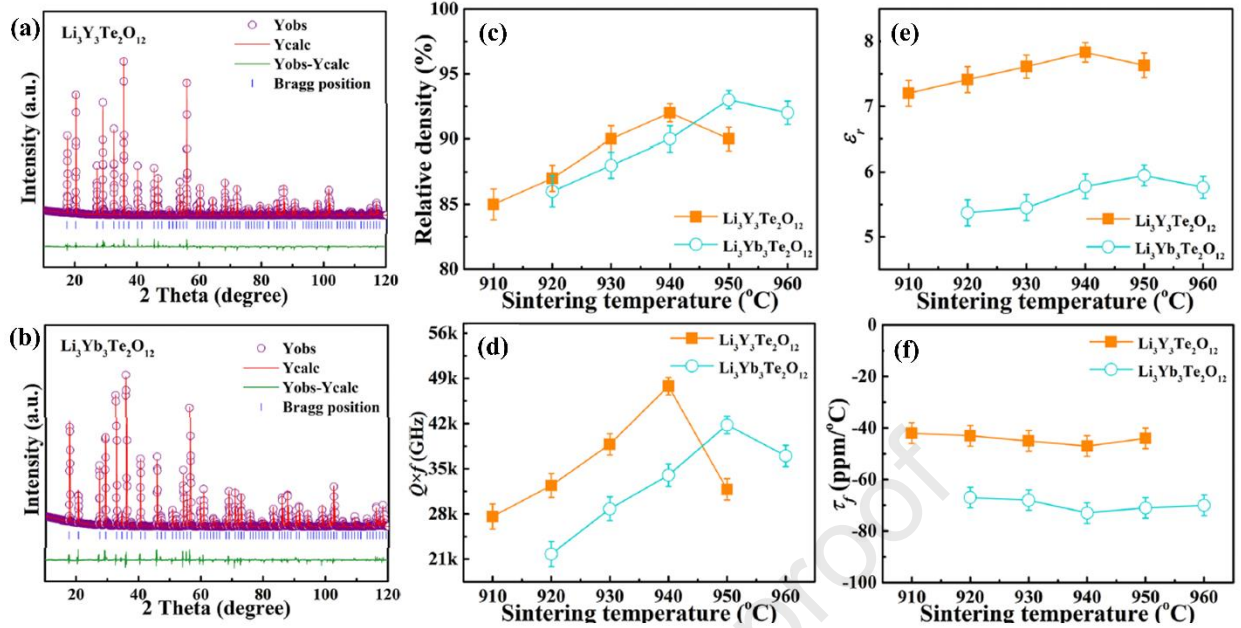 (a)
Li₃Y₃Te₂O₁₂
Yobs
Ycalc
Yobs-Ycalc
Bragg position
Intensity (a.u.)
20 40 60 80 100 120
2 Theta (degree)
(b)
Li₃Yb₃Te₂O₁₂
Yobs
Ycalc
Yobs-Ycalc
Bragg position
Intensity (a.u.)
20 40 60 80 100 120
2 Theta (degree)
(c)
100
95
90
85
80
Relative density (%)
Li₃Y₃Te₂O₁₂
Li₃Yb₃Te₂O₁₂
910 920 930 940 950 960
Sintering temperature (°C)
(d)
56k
49k
42k
35k
28k
21k
Q×f (GHz)
Li₃Y₃Te₂O₁₂
Li₃Yb₃Te₂O₁₂
910 920 930 940 950 960
Sintering temperature (°C)
(e)
8
7
6
5
εᵣ
Li₃Y₃Te₂O₁₂
Li₃Yb₃Te₂O₁₂
910 920 930 940 950 960
Sintering temperature (°C)
(f)
0
-20
-40
-60
-80
-100
τf (ppm/°C)
Li₃Y₃Te₂O₁₂
Li₃Yb₃Te₂O₁₂
910 920 930 940 950 960
Sintering temperature (°C)
proof